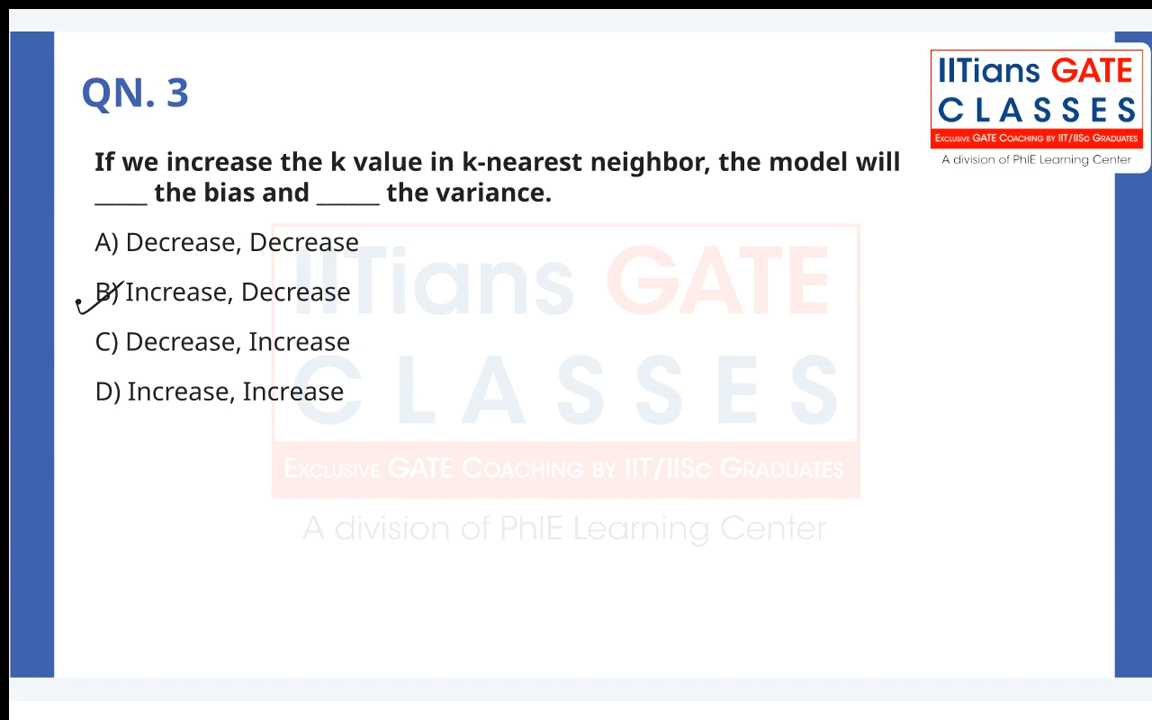 QN. 3
IITians GATE
CLASSES
EXCLUSIVE GATE COACHING BY IIT/IISC GRADUATES
A division of PhIE Learning Center
If we increase the k value in k-nearest neighbor, the model will
_____ the bias and ______ the variance.
A) Decrease, Decrease
B) Increase, Decrease
C) Decrease, Increase
D) Increase, Increase
IITians GATE
CLASSES
EXCLUSIVE GATE COACHING BY IIT/IISC GRADUATES
A division of PhIE Learning Center